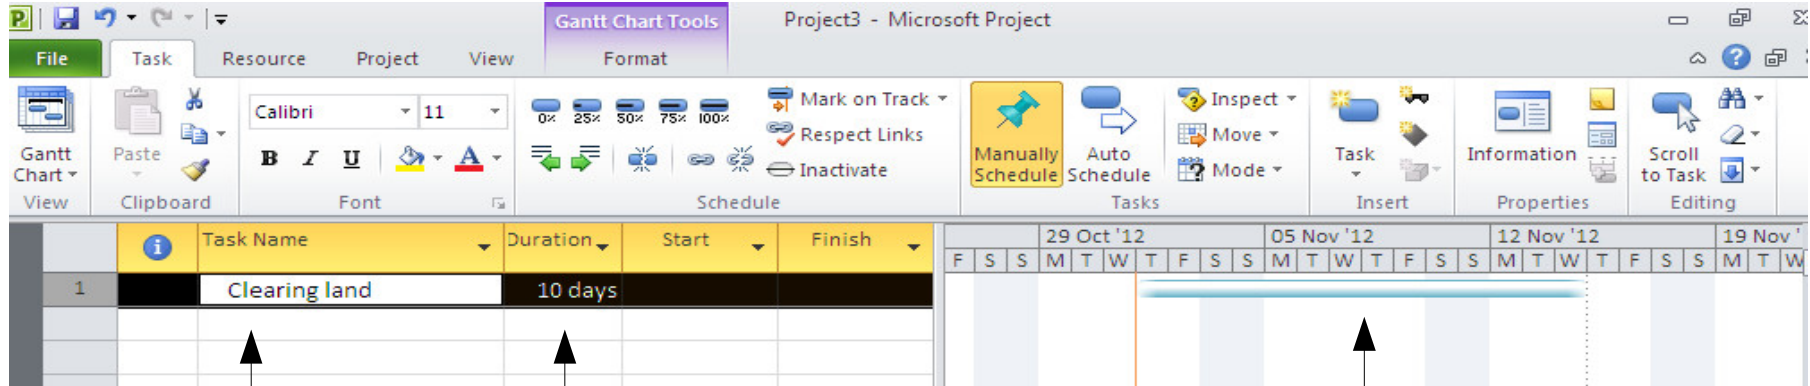 P
Gantt Chart Tools
Project3 - Microsoft Project
File Task Resource Project View Format
Gantt Chart
View
Paste
Clipboard
Calibri 11
B I U A
Font
0% 25% 50% 75% 100%
Mark on Track
Respect Links
Inactivate
Schedule
Manually Schedule
Auto Schedule
Inspect
Move
Mode
Tasks
Task
Insert
Information
Properties
Scroll to Task
Editing
Task Name Duration Start Finish
29 Oct '12 05 Nov '12 12 Nov '12 19 Nov '
F S S M T W T F S S M T W T F S S M T W T F S S M T W
1 Clearing land 10 days